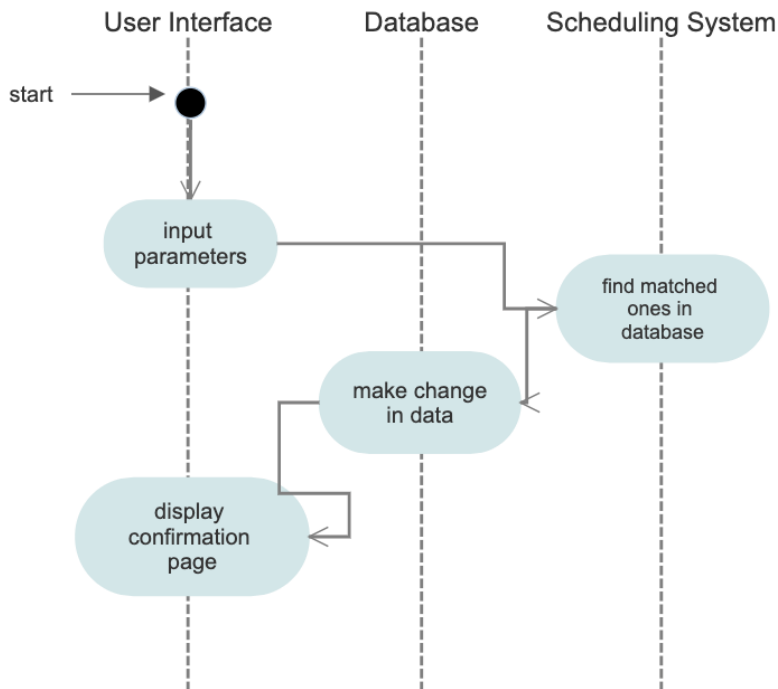 User Interface
Database
Scheduling System
start
input
parameters
find matched
ones in
database
make change
in data
display
confirmation
page